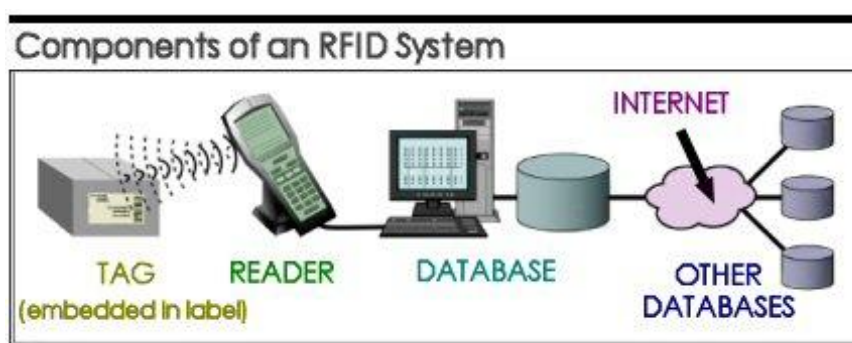 Components of an RFID System
INTERNET
TAG
(embedded in label)
READER
DATABASE
OTHER
DATABASES